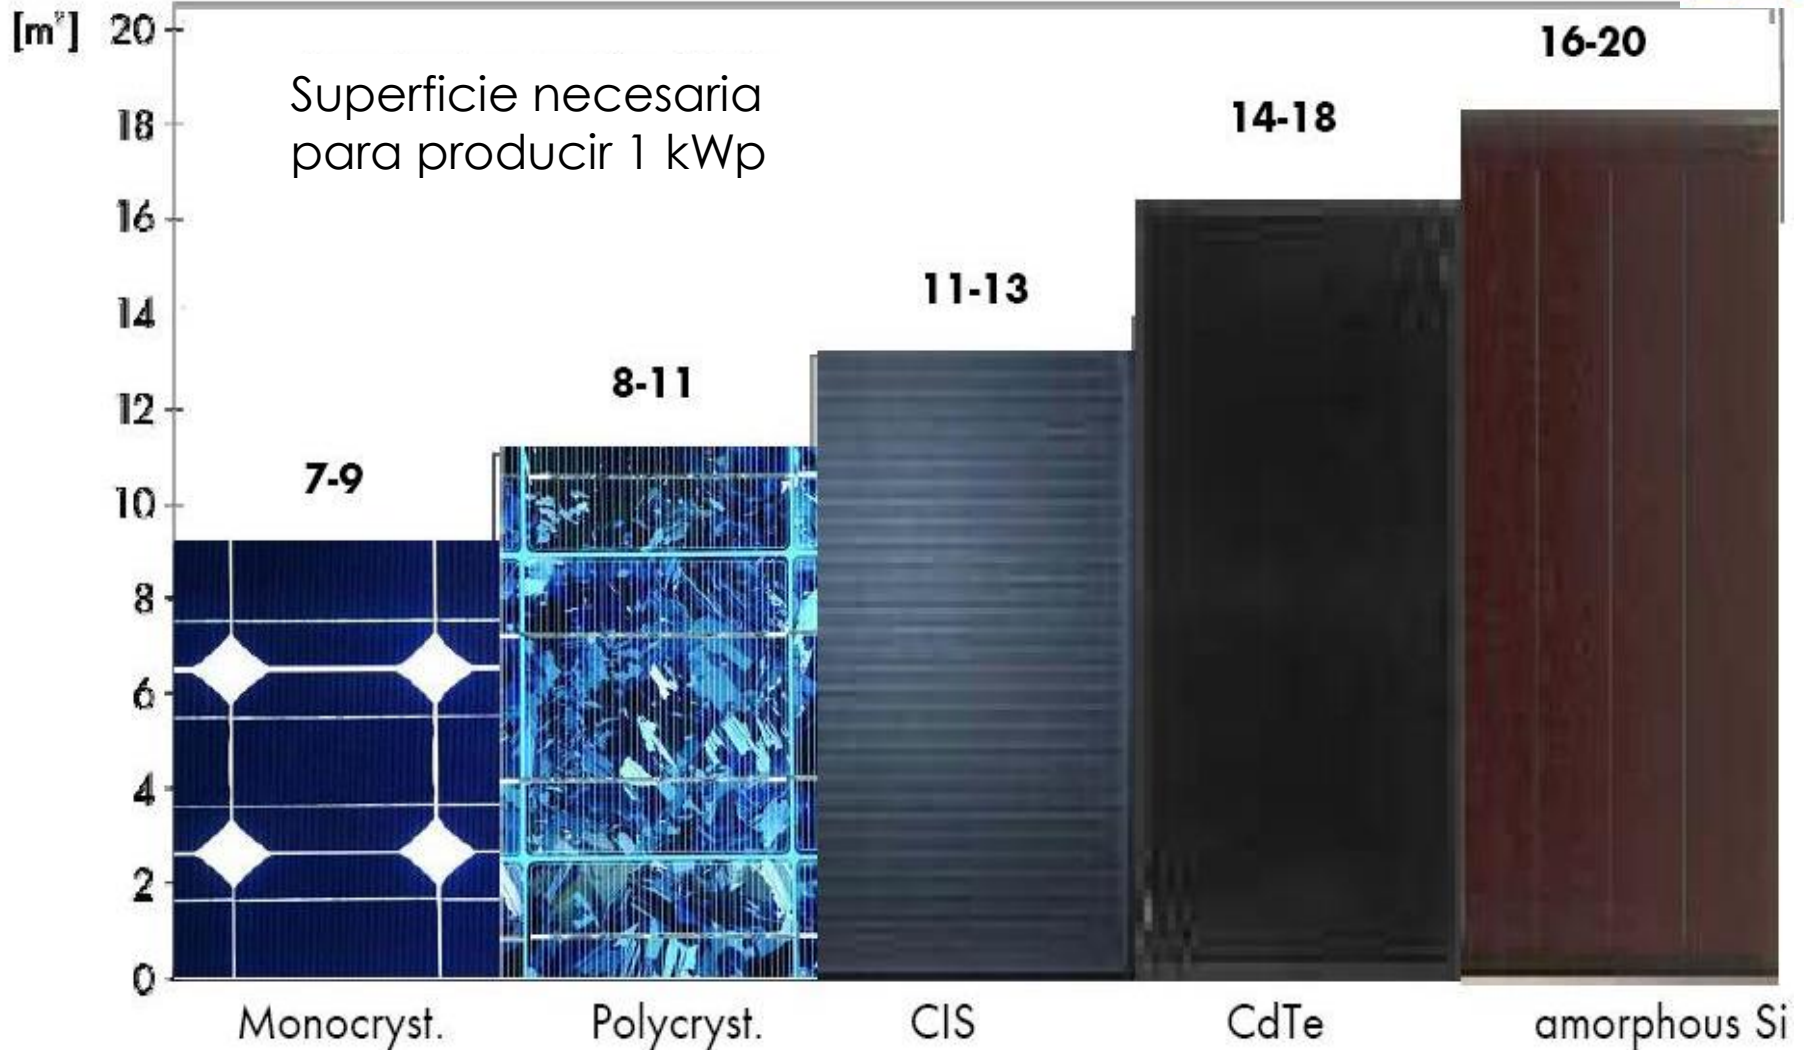 [m²]
20
18
16
14
12
10
8
6
4
2
0
Superficie necesaria
para producir 1 kWp
7-9
8-11
11-13
14-18
16-20
Monocryst.
Polycryst.
CIS
CdTe
amorphous Si